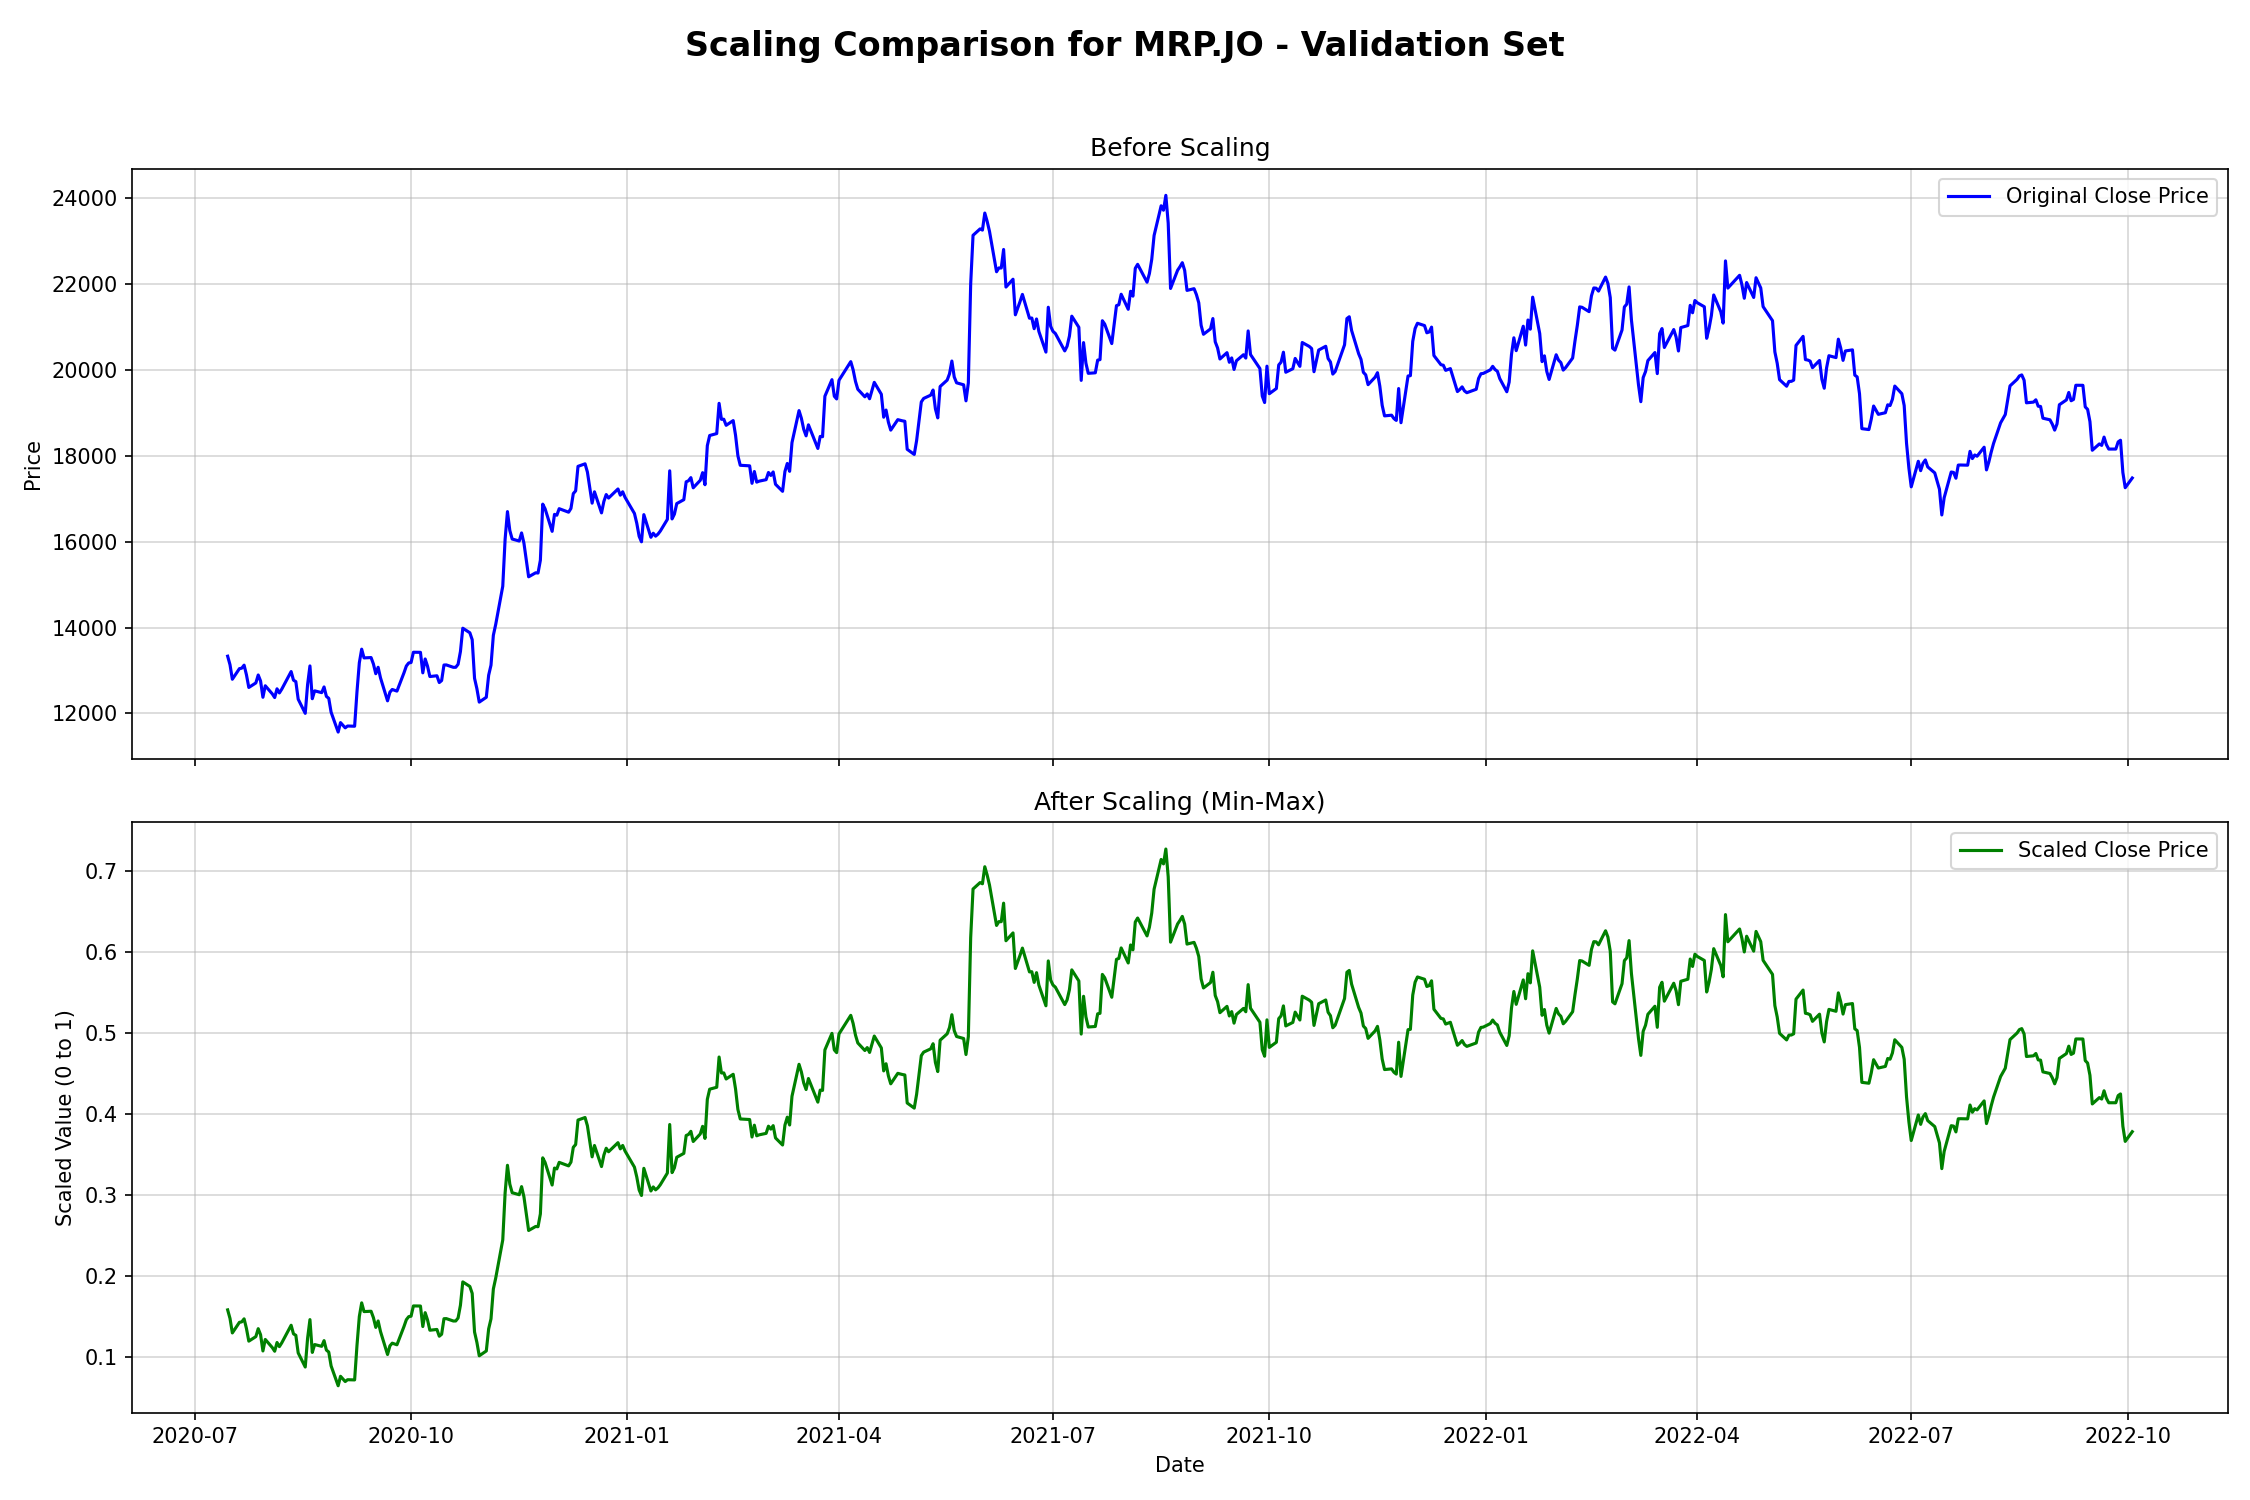 Scaling Comparison for MRP.JO - Validation Set
Before Scaling
Original Close Price
24000
22000
20000
18000
16000
14000
12000
Price
After Scaling (Min-Max)
Scaled Close Price
0.7
0.6
0.5
0.4
0.3
0.2
0.1
Scaled Value (0 to 1)
2020-07 2020-10 2021-01 2021-04 2021-07 2021-10 2022-01 2022-04 2022-07 2022-10
Date